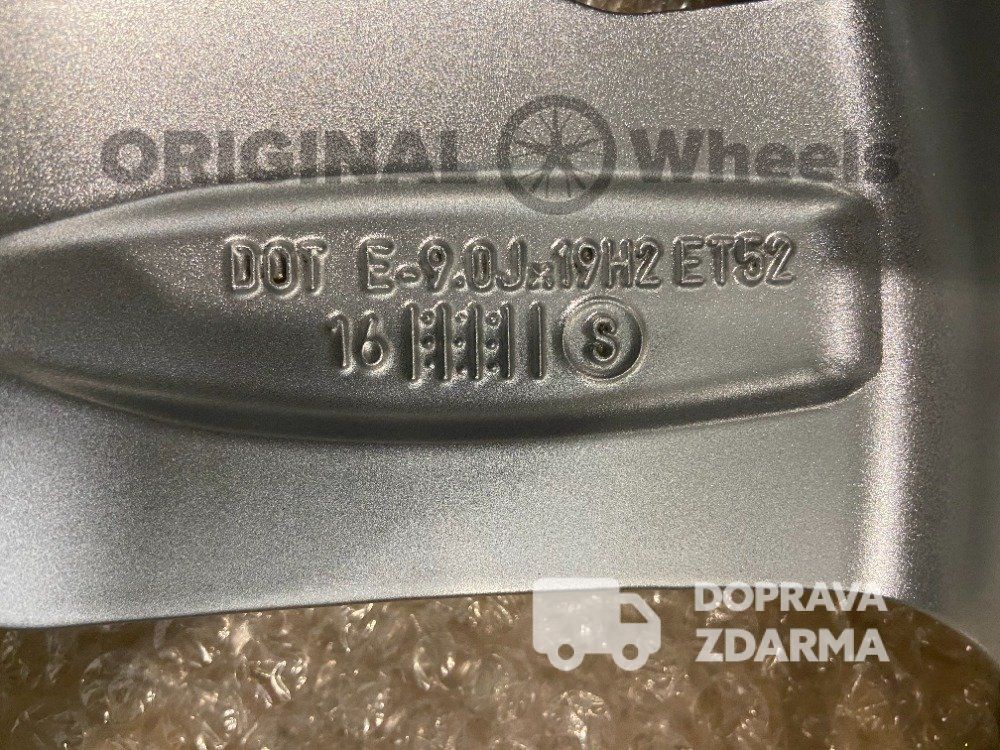 ORIGINAL Wheels
DOT E-9.0Jx19H2 ET52
16 S
DOPRAVA
ZDARMA